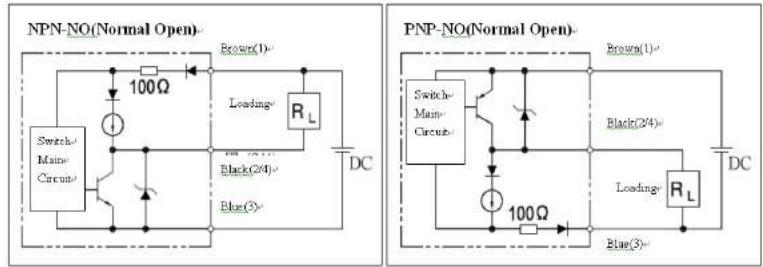 NPN-NO(Normal Open)
Brown(1)
100Ω
Loading
RL
Switch
Main
Circuit
DC
Black(2/4)
Blue(3)
PNP-NO(Normal Open)
Brown(1)
Switch
Main
Circuit
Black(2/4)
DC
Loading
RL
100Ω
Blue(3)